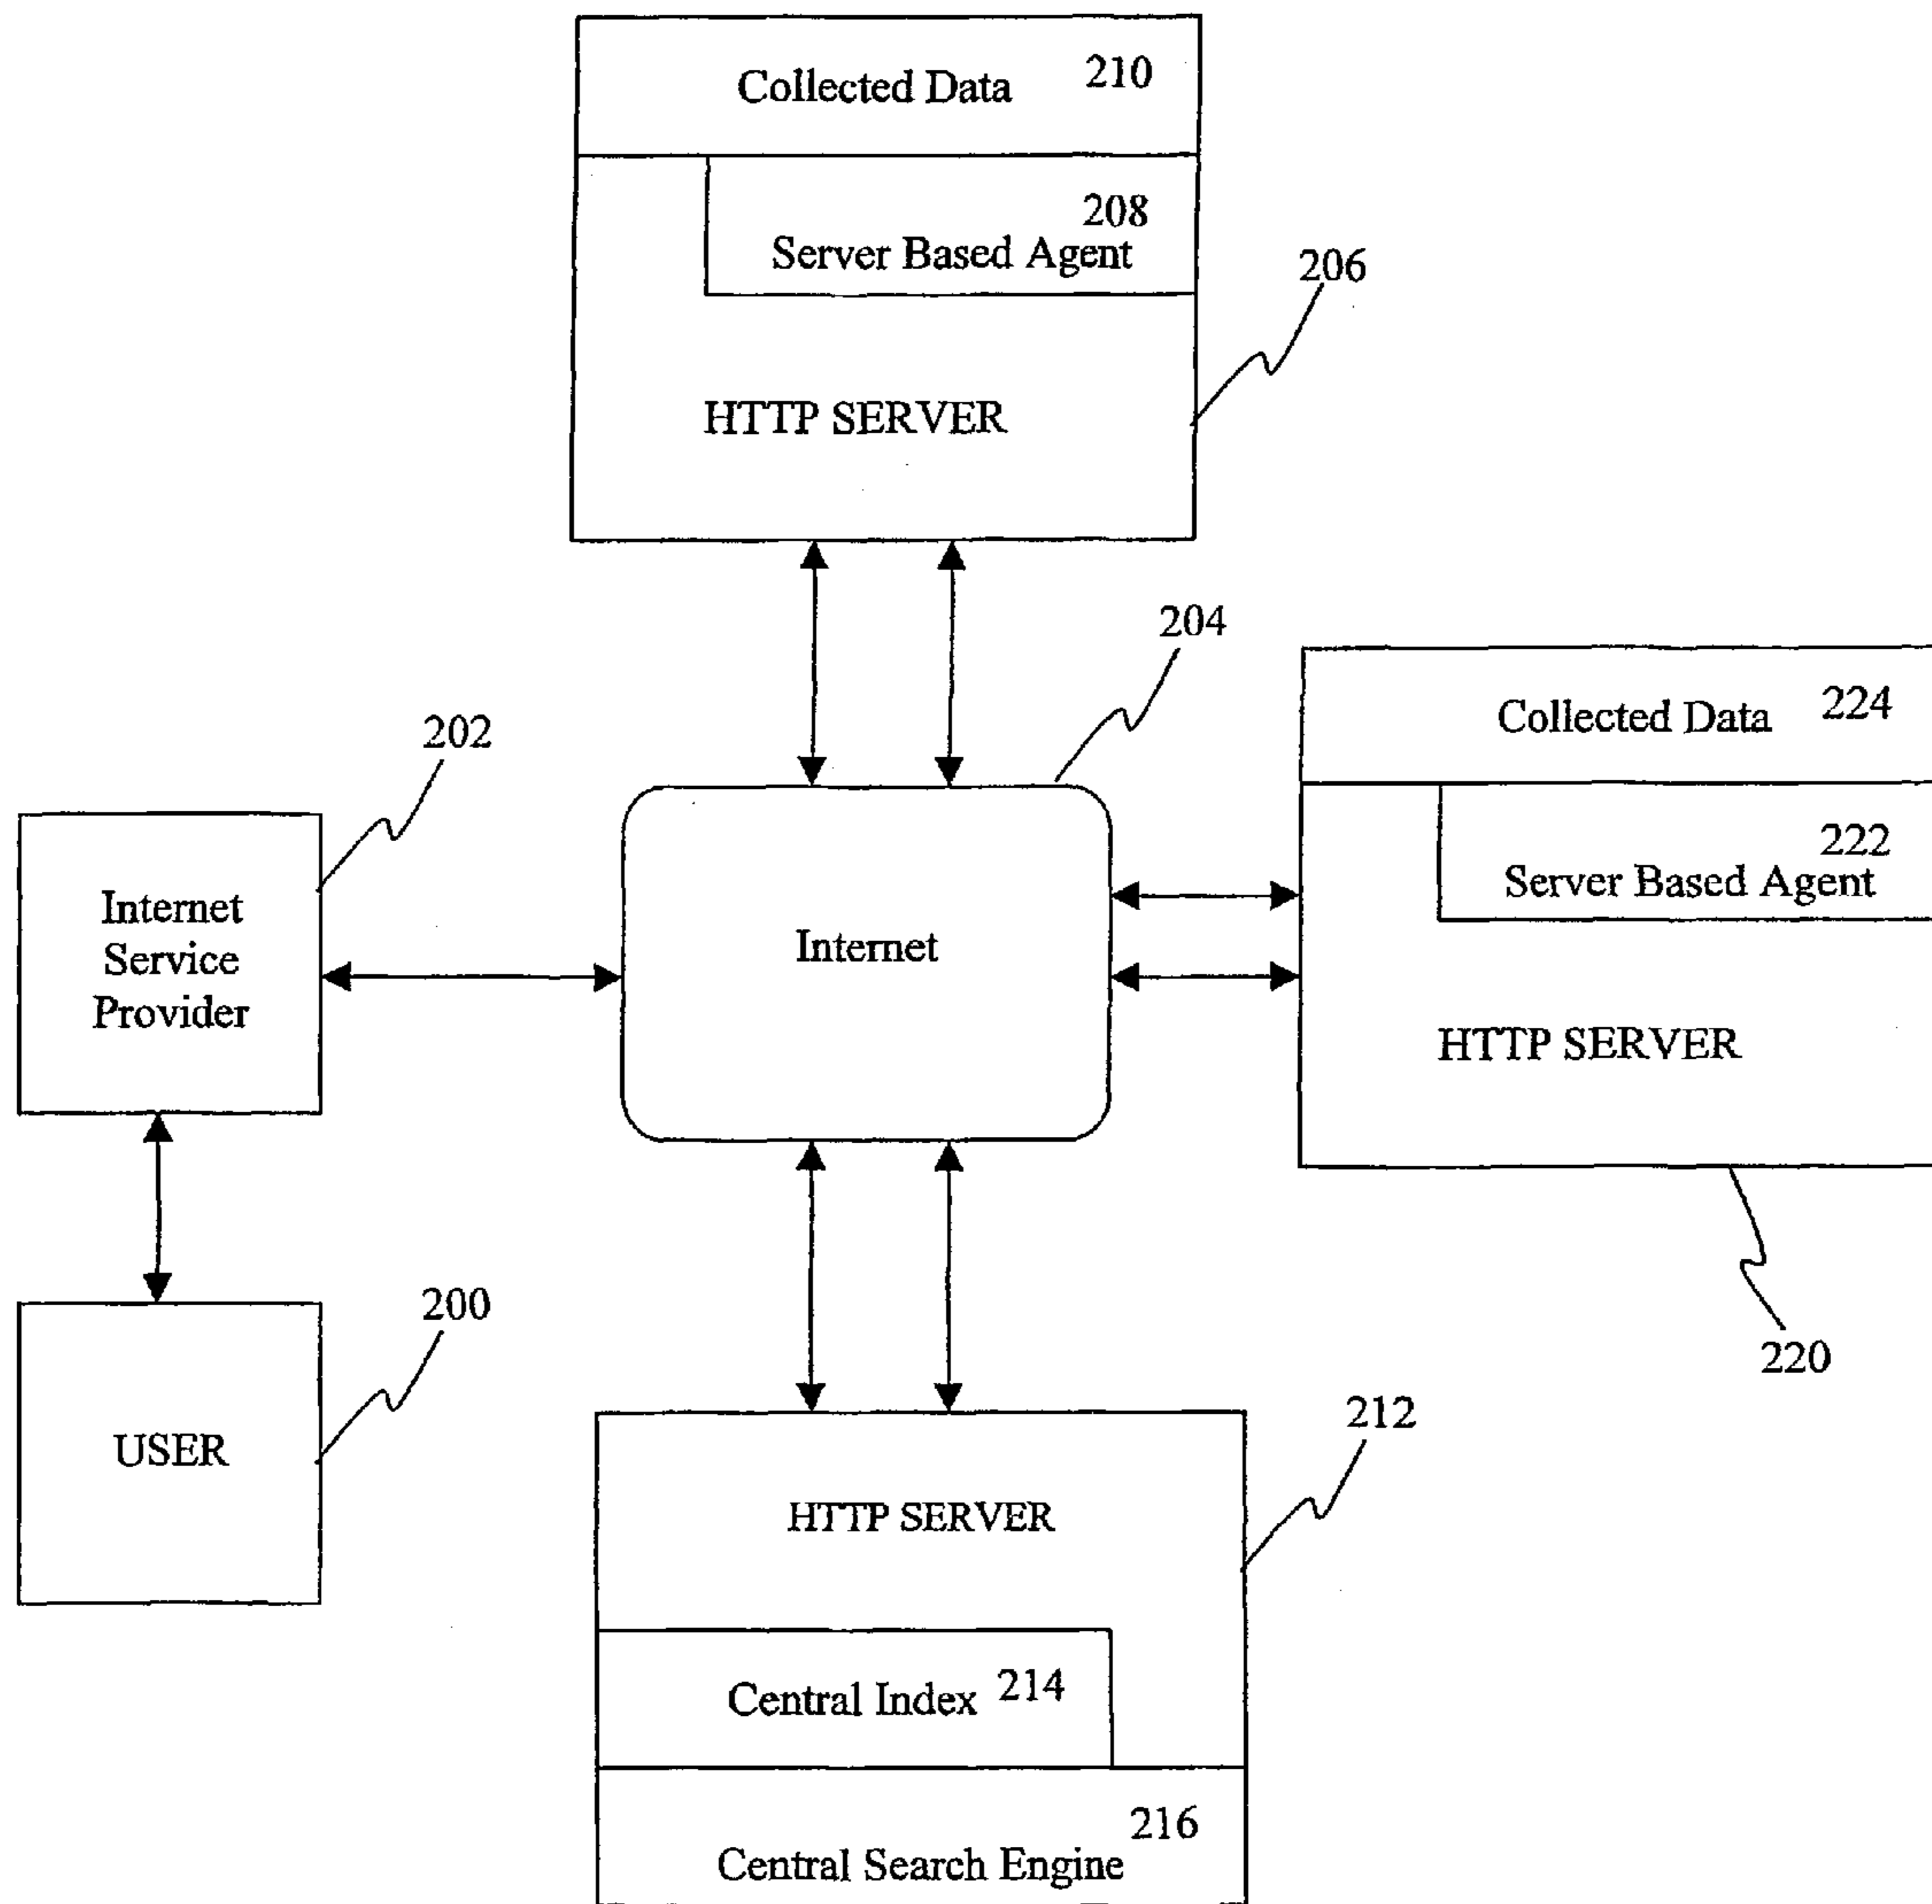 Collected Data 210
208
Server Based Agent
206
HTTP SERVER
204
202
Collected Data 224
222
Server Based Agent
Internet
Service
Provider
Internet
HTTP SERVER
200
USER
220
212
HTTP SERVER
Central Index 214
216
Central Search Engine